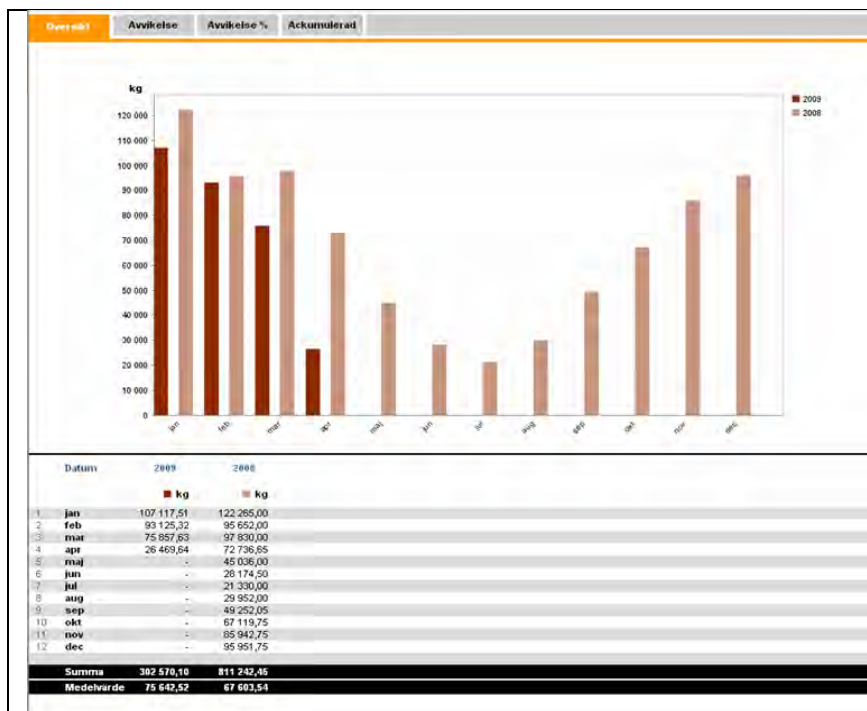 Översikt Avvikelse Avvikelse % Ackumulerad
kg
2009
2008
120 000
110 000
100 000
90 000
80 000
70 000
60 000
50 000
40 000
30 000
20 000
10 000
0
jan feb mar apr maj jun jul aug sep okt nov dec
Datum 2009 2008
kg kg
1 jan 107 117,51 122 265,00
2 feb 93 125,32 95 652,00
3 mar 75 857,63 97 830,00
4 apr 26 469,64 72 736,65
5 maj - 45 036,00
6 jun - 28 174,50
7 jul - 21 330,00
8 aug - 29 952,00
9 sep - 49 252,05
10 okt - 67 119,75
11 nov - 85 942,75
12 dec - 95 951,75
Summa 302 570,10 811 242,45
Medelvärde 75 642,52 67 603,54